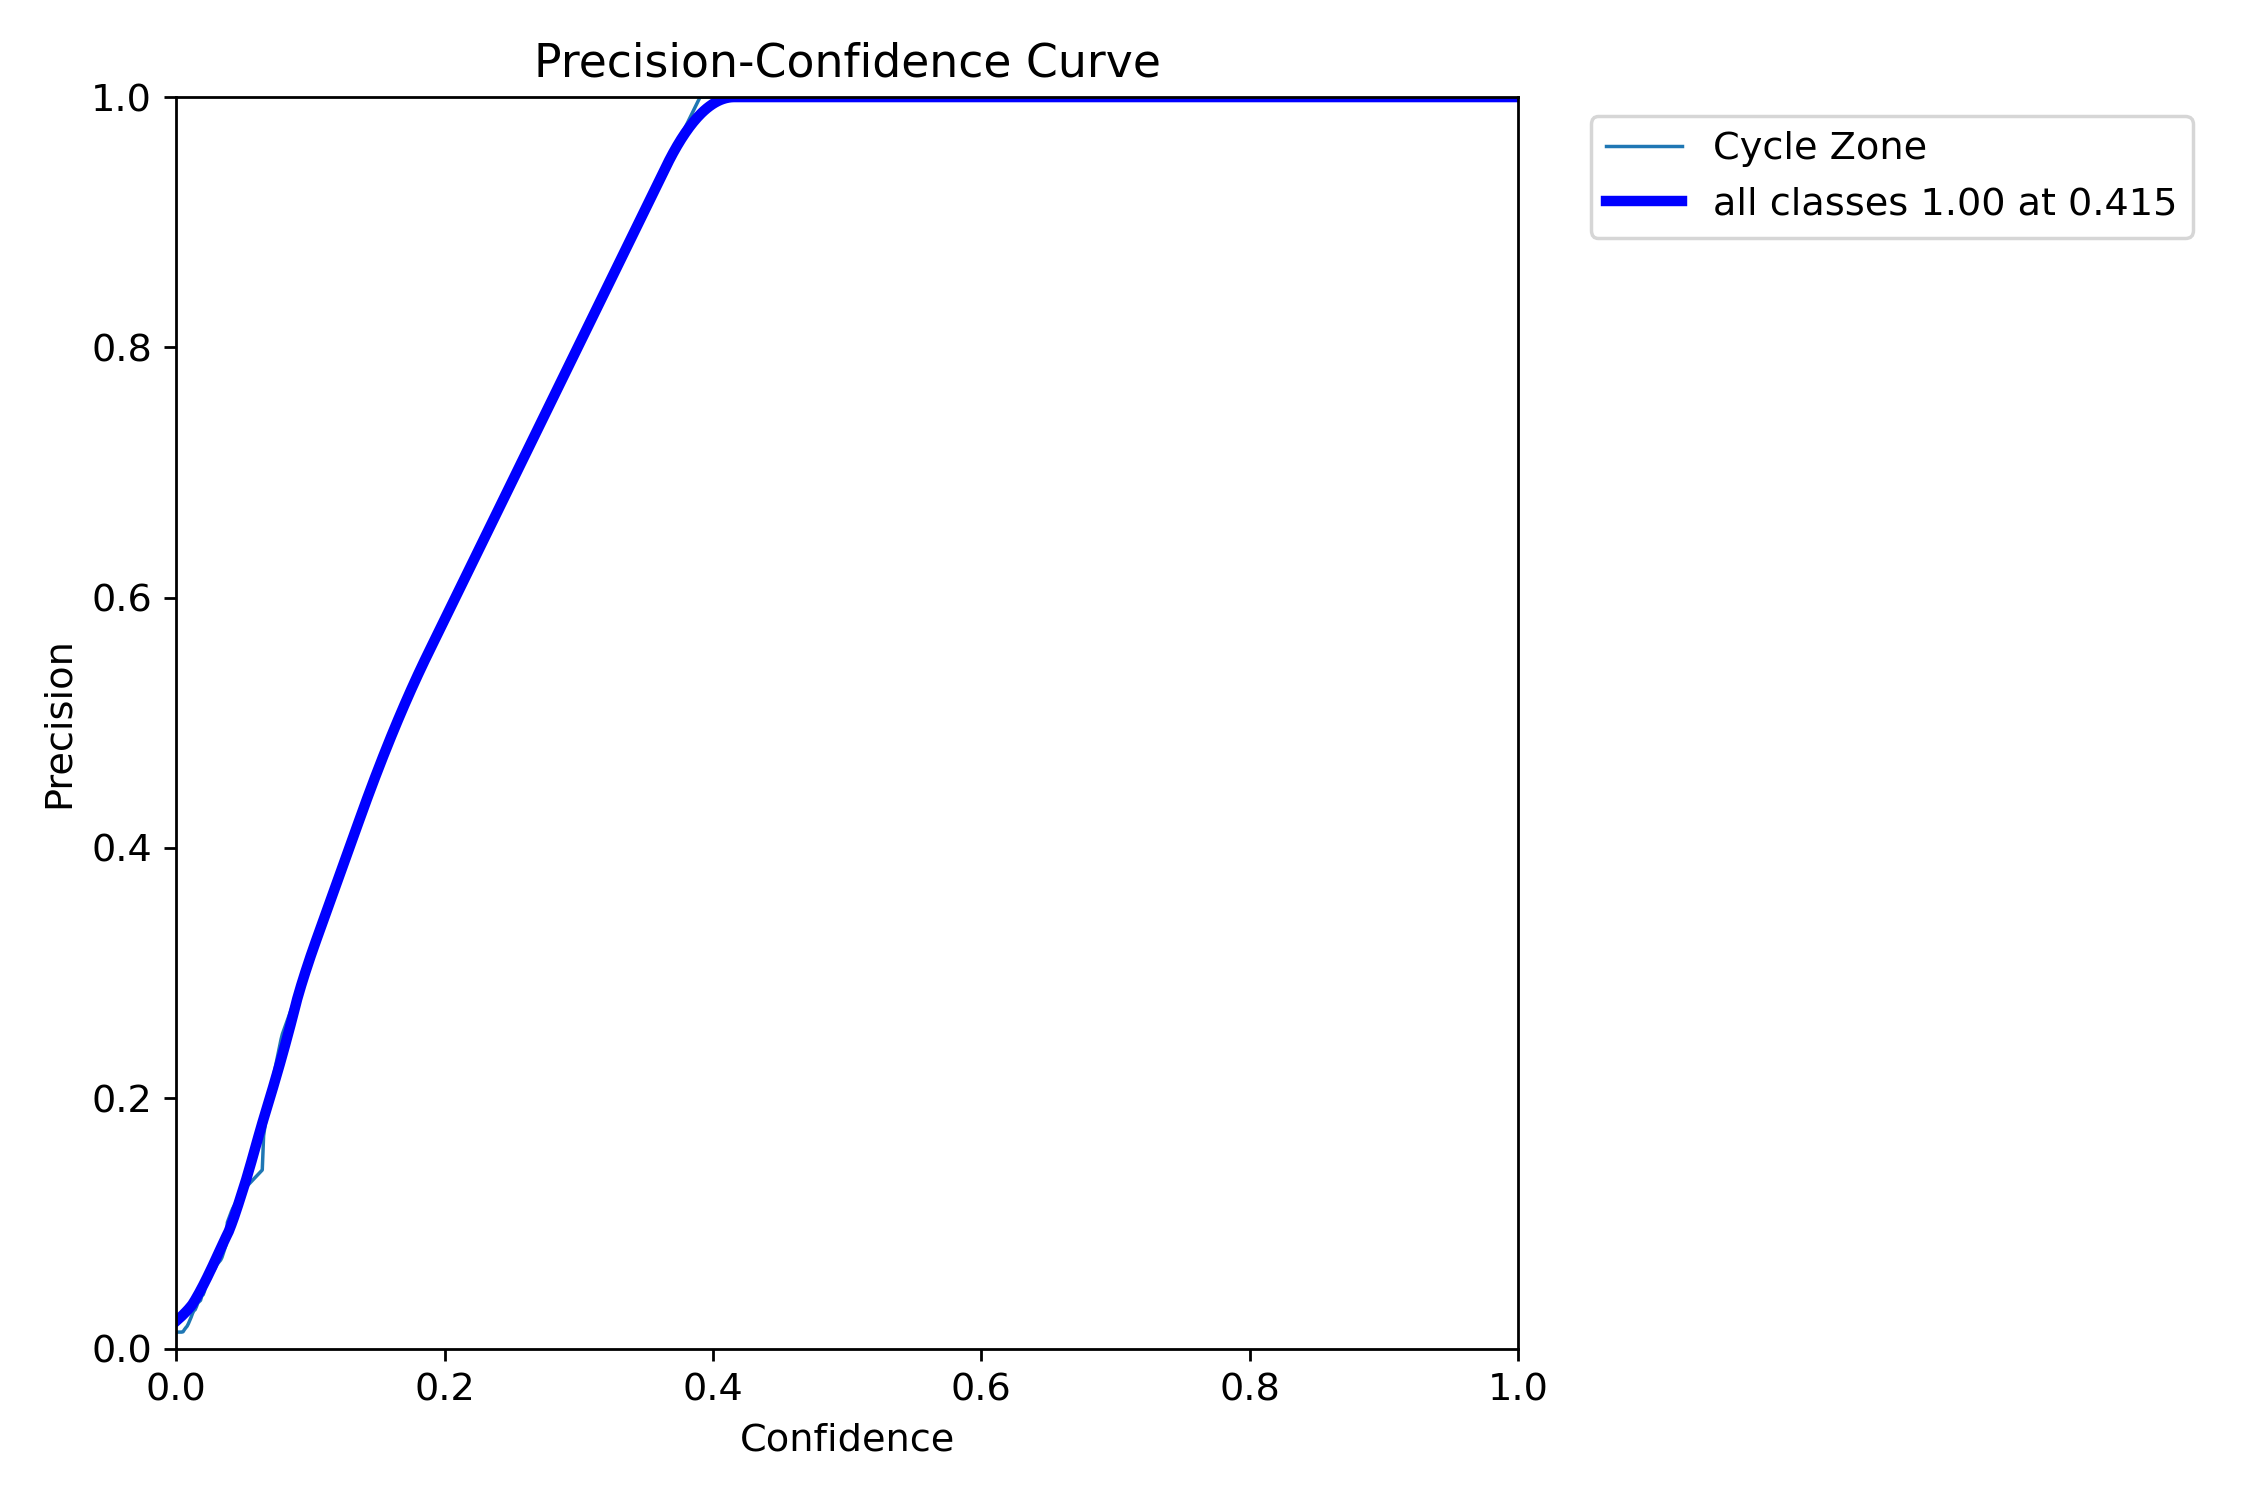 Precision-Confidence Curve
1.0
0.8
0.6
0.4
0.2
0.0
Precision
0.0 0.2 0.4 0.6 0.8 1.0
Confidence
Cycle Zone
all classes 1.00 at 0.415